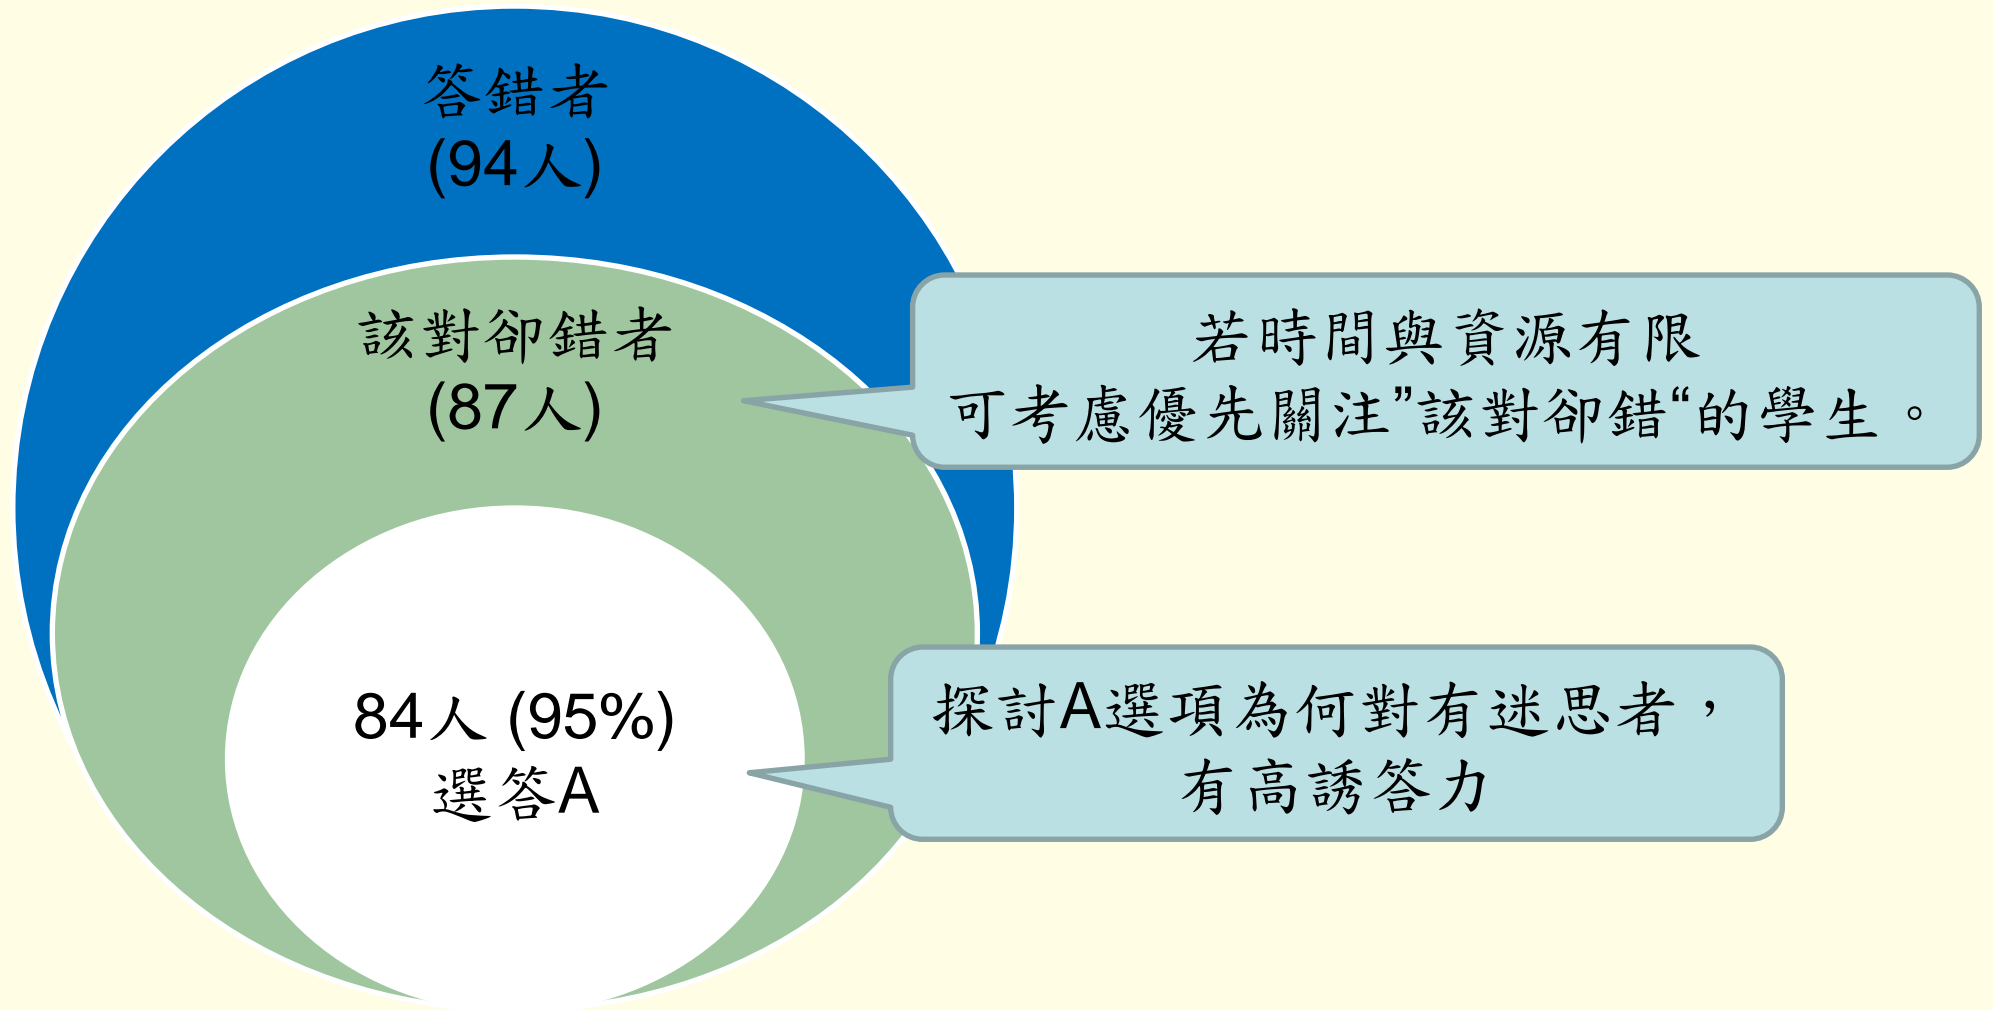 答錯者
(94人)
該對卻錯者
(87人)
若時間與資源有限
可考慮優先關注”該對卻錯“的學生。
84人 (95%)
選答A
探討A選項為何對有迷思者，
有高誘答力